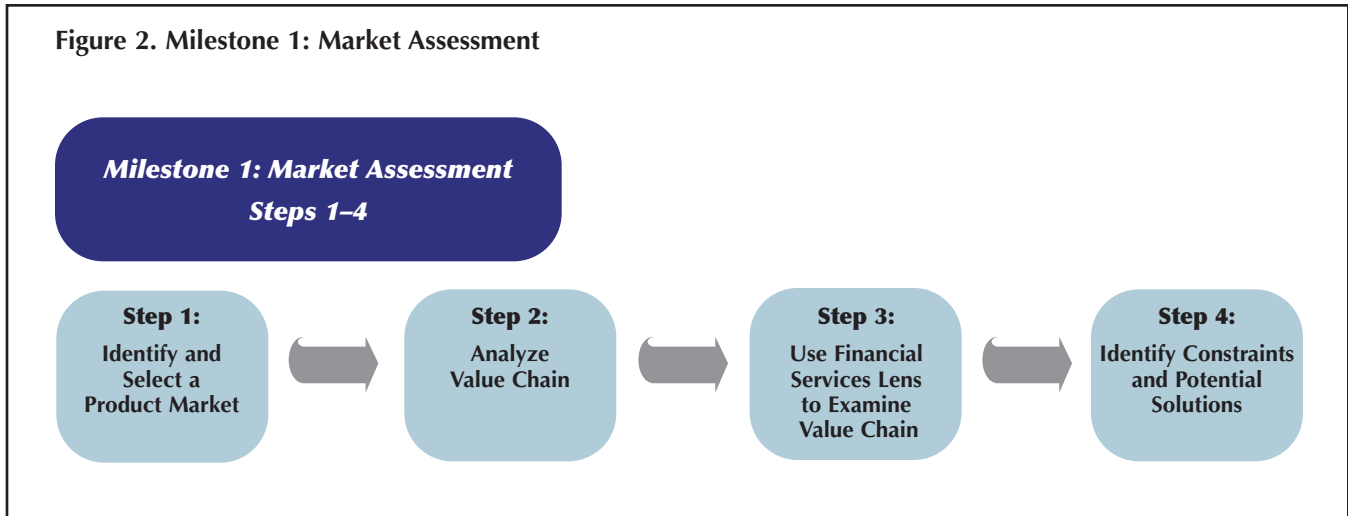 Figure 2. Milestone 1: Market Assessment
Milestone 1: Market Assessment
Steps 1–4
Step 1:
Identify and
Select a
Product Market
Step 2:
Analyze
Value Chain
Step 3:
Use Financial
Services Lens
to Examine
Value Chain
Step 4:
Identify Constraints
and Potential
Solutions